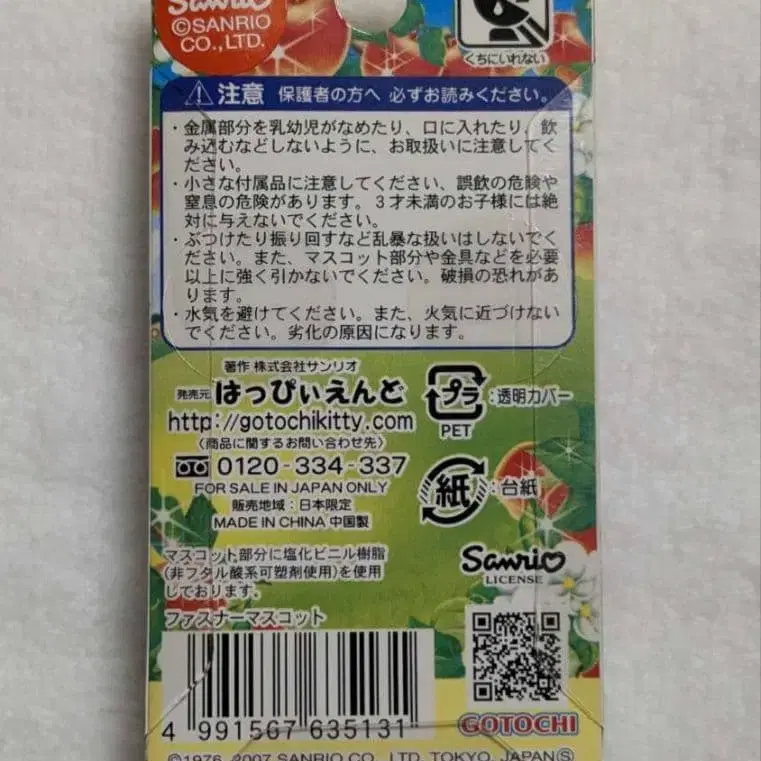 Sanrio
©SANRIO
CO.,LTD.
くちにいれない
注意 保護者の方へ 必ずお読みください。
・金属部分を乳幼児がなめたり、口に入れたり、飲
み込むなどしないように、お取扱いに注意してく
ださい。
・小さな付属品に注意してください、誤飲の危険や
窒息の危険があります。3才未満のお子様には絶
対に与えないでください。
・ぶつけたり振り回すなど乱暴な扱いはしないでく
ださい。また、マスコット部分や金具などを必要
以上に強く引かないでください。破損の恐れがあ
ります。
・水気を避けてください。また、火気に近づけない
でください。劣化の原因になります。
著作 株式会社サンリオ
発売元 はっぴぃえんど
http://gotochikitty.com
〈商品に関するお問い合わせ先〉
0120-334-337
FOR SALE IN JAPAN ONLY
販売地域:日本限定
MADE IN CHINA 中国製
プラ :透明カバー
PET
紙 :台紙
マスコット部分に塩化ビニル樹脂
(非フタル酸系可塑剤使用)を使用
しております。
ファスナーマスコット
Sanrio
LICENSE
4 991567 635131
GOTOCHI
©1976, 2007 SANRIO CO., LTD. TOKYO, JAPAN Ⓢ